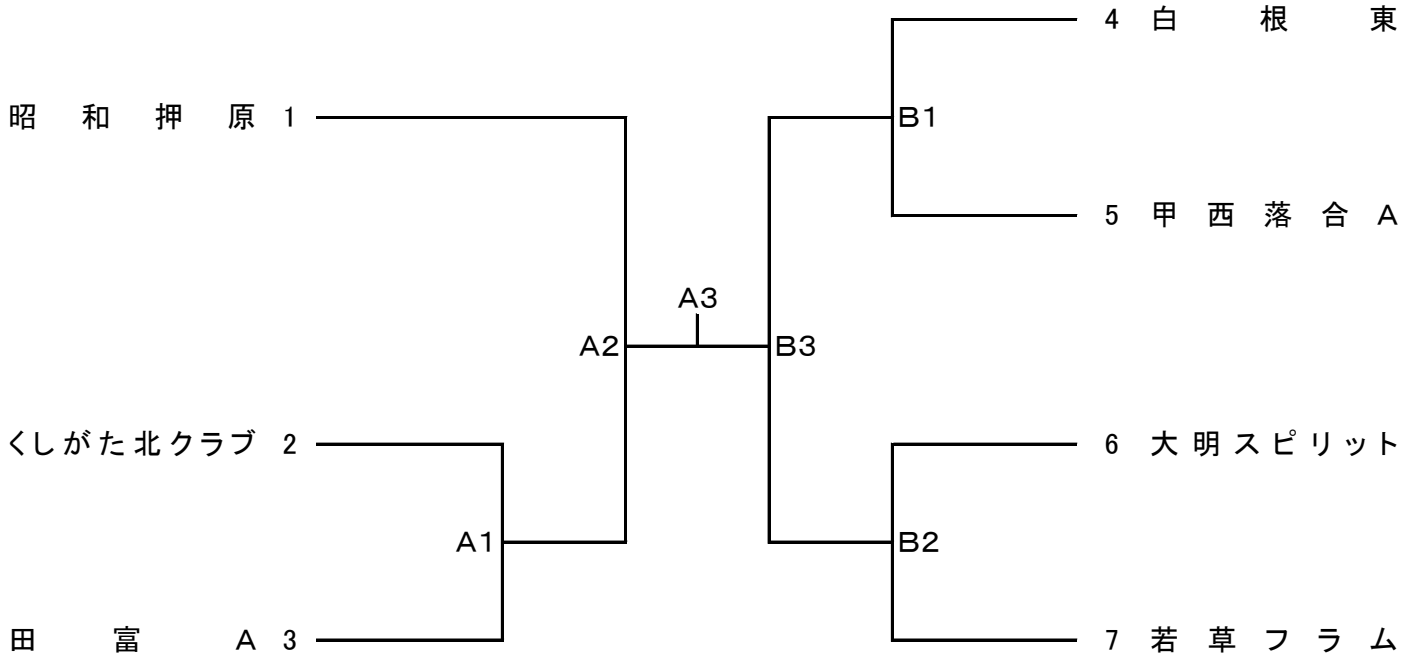 4 白根東
昭和押原 1
B1
5 甲西落合A
A3
A2
B3
くしがた北クラブ 2
6 大明スピリット
A1
B2
田富A 3
7 若草フラム